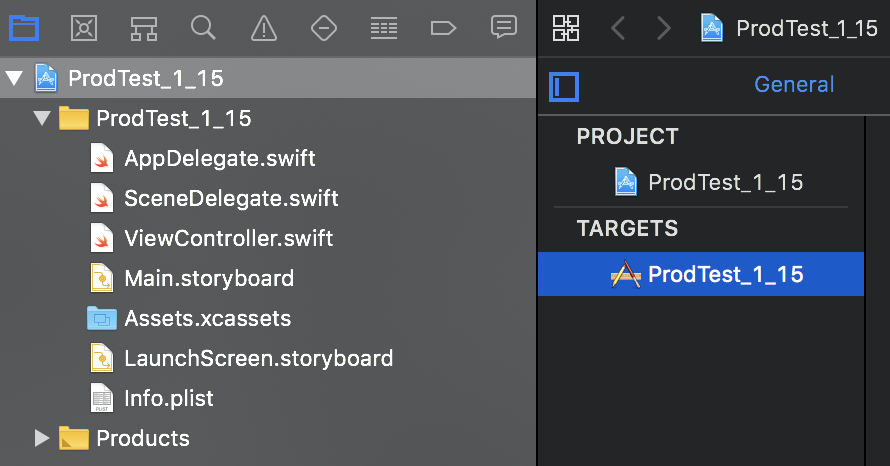 ProdTest_1_15
ProdTest_1_15
AppDelegate.swift
SceneDelegate.swift
ViewController.swift
Main.storyboard
Assets.xcassets
LaunchScreen.storyboard
PLIST Info.plist
Products
ProdTest_1_15
General
PROJECT
ProdTest_1_15
TARGETS
ProdTest_1_15